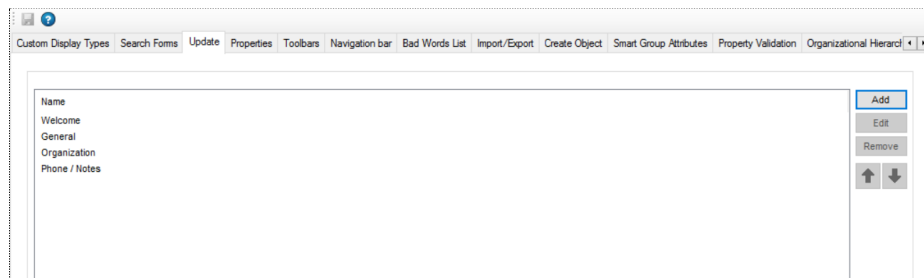 Custom Display Types Search Forms Update Properties Toolbars Navigation bar Bad Words List Import/Export Create Object Smart Group Attributes Property Validation Organizational
Name
Add
Welcome
Edit
General
Organization
Remove
Phone / Notes